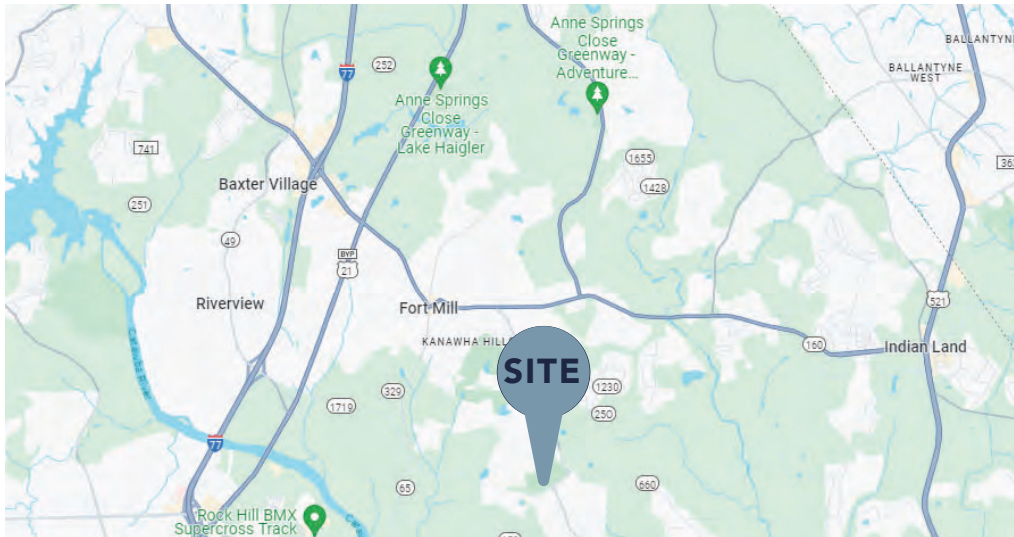 Anne Springs
Close
Greenway -
Adventure...
BALLANTYNE
WEST
252
77
Anne Springs
Close
Greenway -
Lake Haigler
741
1655
1428
Baxter Village
251
49
BYP
21
Riverview
Fort Mill
521
KANAWHA
160
Indian Land
SITE
329
1230
1719
250
77
65
660
Rock Hill BMX
Supercross Track